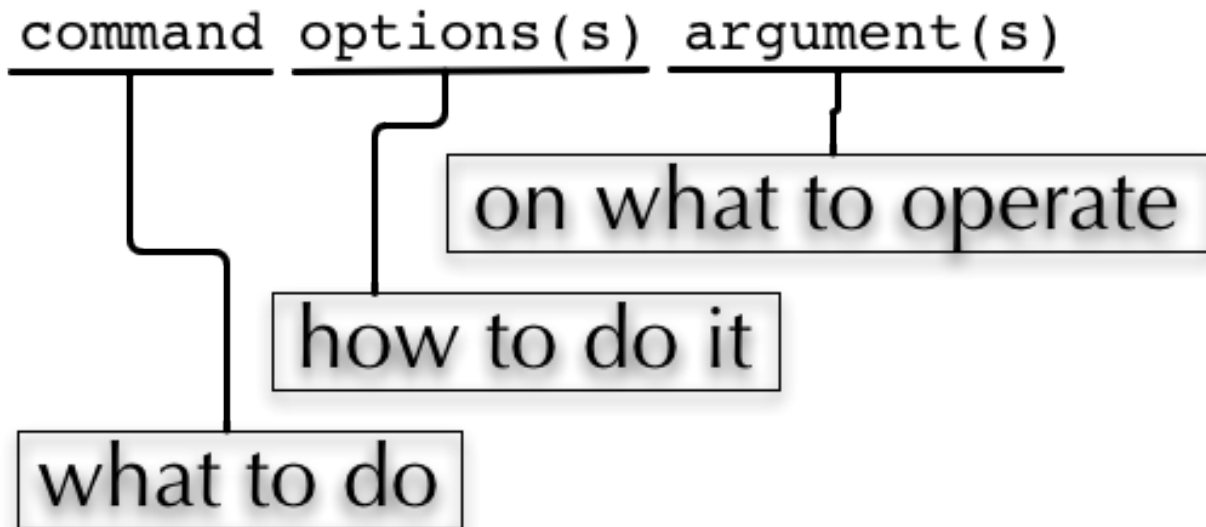 command options(s) argument(s)
on what to operate
how to do it
what to do